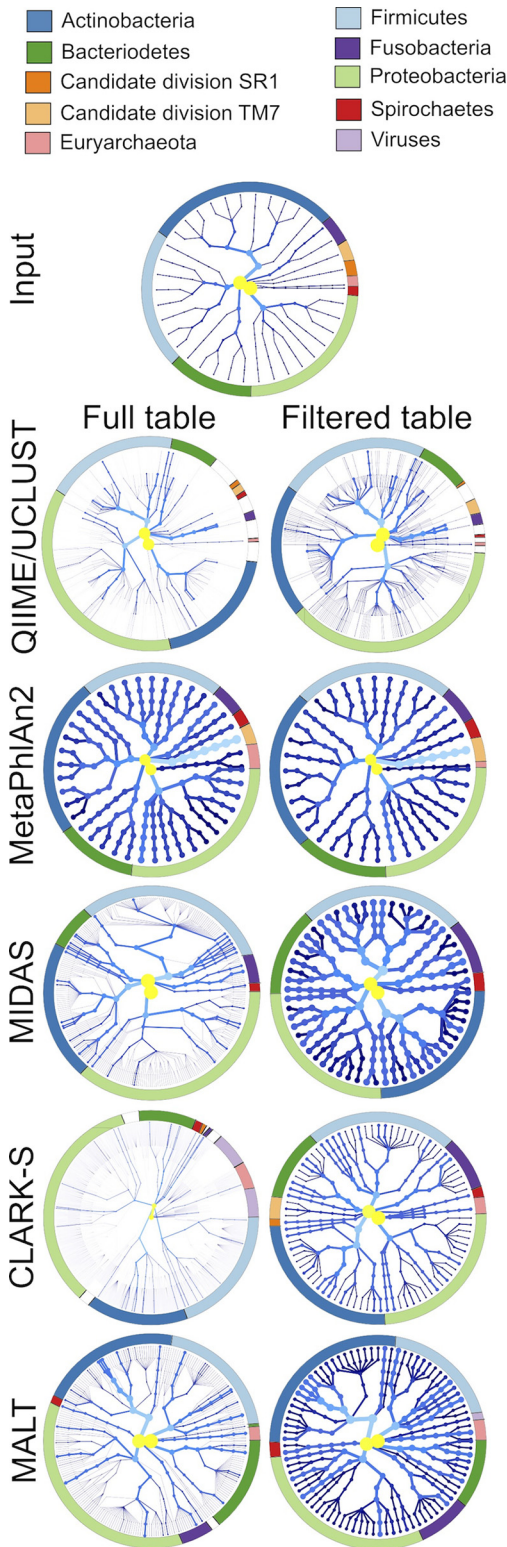 Actinobacteria
Bacteriodetes
Candidate division SR1
Candidate division TM7
Euryarchaeota
Firmicutes
Fusobacteria
Proteobacteria
Spirochaetes
Viruses
Input
Full table
Filtered table
QIIME/UCLUST
MetaPhlAn2
MIDAS
CLARK-S
MALT